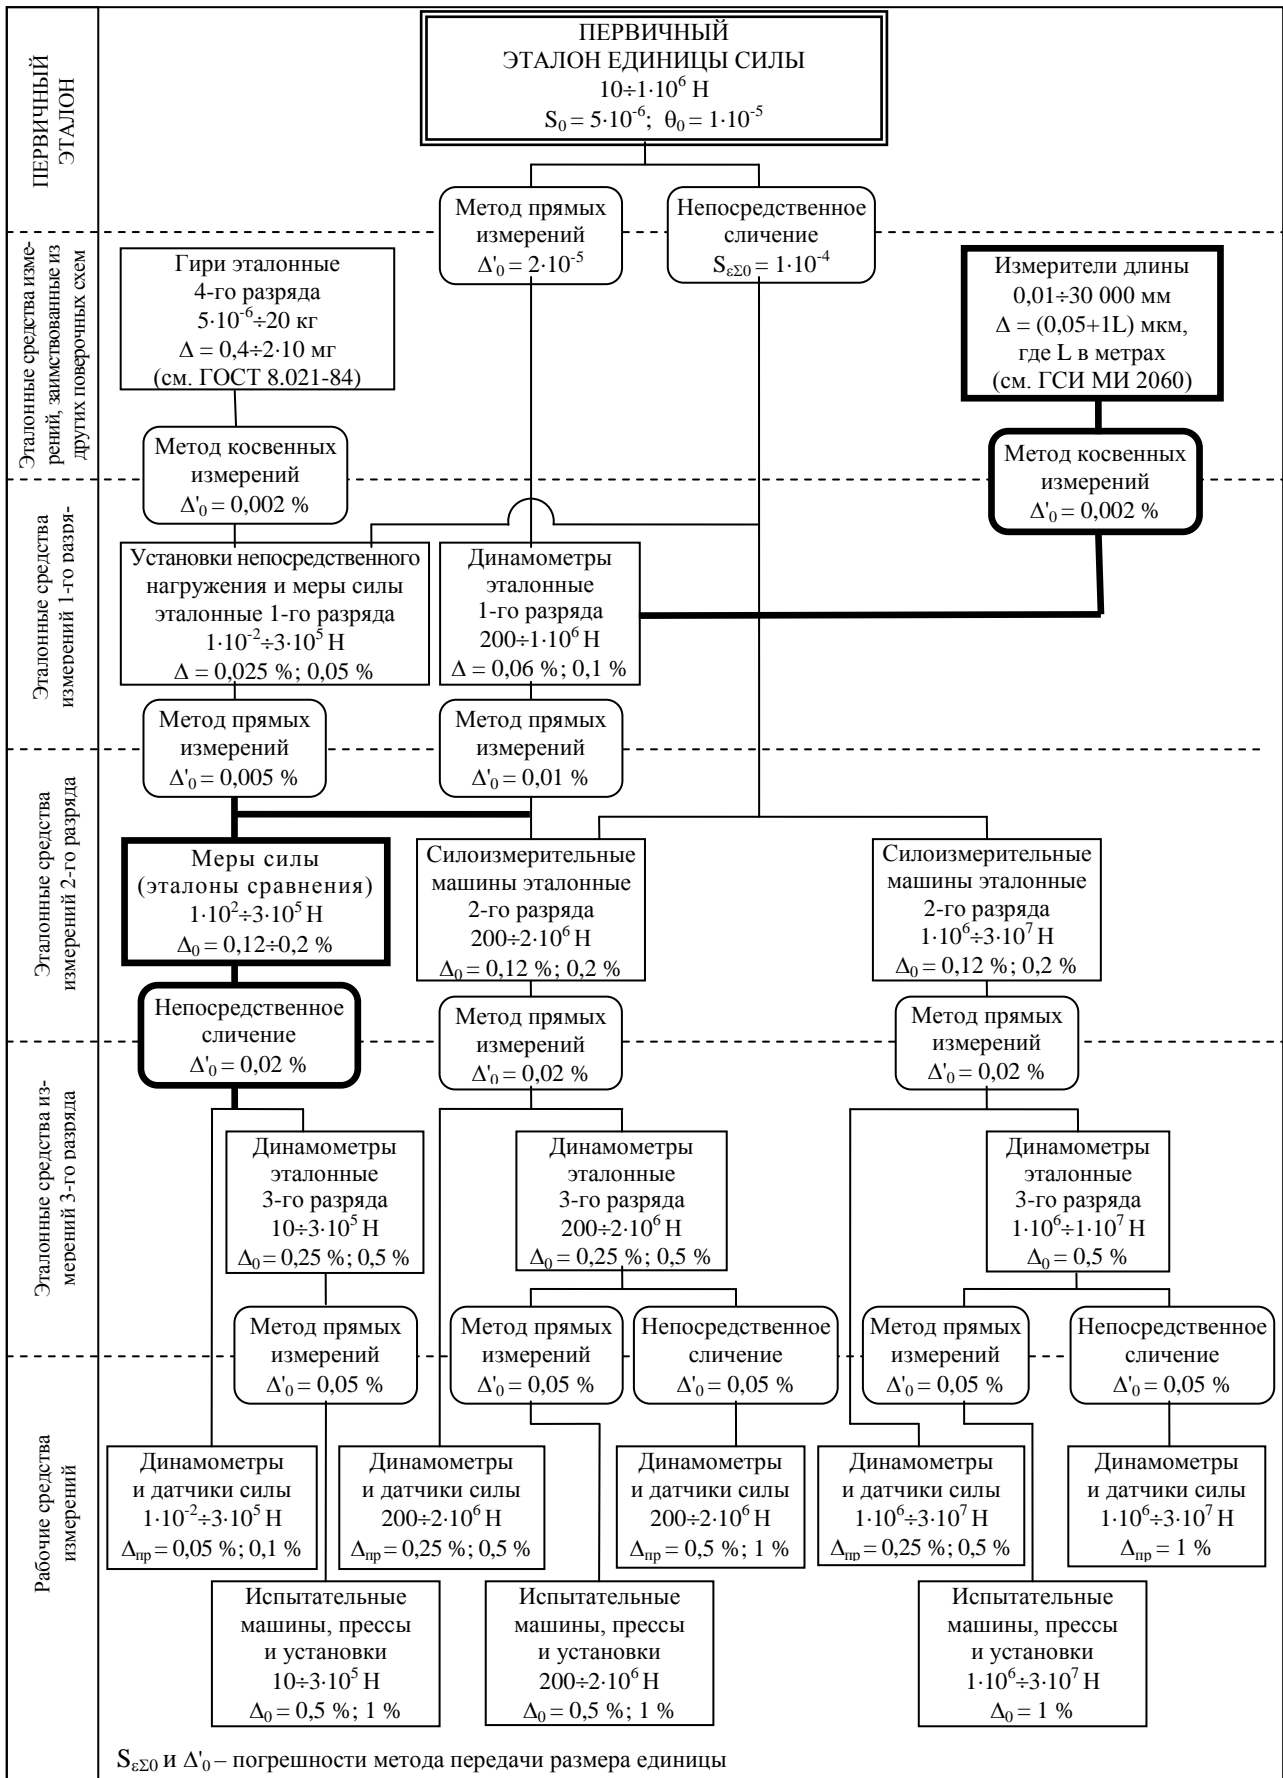 ПЕРВИЧНЫЙ
ЭТАЛОН
ПЕРВИЧНЫЙ
ЭТАЛОН ЕДИНИЦЫ СИЛЫ
10÷1·10⁶ Н
S₀ = 5·10⁻⁶; θ₀ = 1·10⁻⁵
Метод прямых
измерений
Δ'₀ = 2·10⁻⁵
Непосредственное
сличение
S_εΣ0 = 1·10⁻⁴
Эталонные средства изме-
рений, заимствованные из
других поверочных схем
Гири эталонные
4-го разряда
5·10⁻⁶÷20 кг
Δ = 0,4÷2·10 мг
(см. ГОСТ 8.021-84)
Измерители длины
0,01÷30 000 мм
Δ = (0,05+1L) мкм,
где L в метрах
(см. ГСИ МИ 2060)
Метод косвенных
измерений
Δ'₀ = 0,002 %
Метод косвенных
измерений
Δ'₀ = 0,002 %
Эталонные средства
измерений 1-го разря-
Установки непосредственного
нагружения и меры силы
эталонные 1-го разряда
1·10⁻²÷3·10⁵ Н
Δ = 0,025 %; 0,05 %
Динамометры
эталонные
1-го разряда
200÷1·10⁶ Н
Δ = 0,06 %; 0,1 %
Метод прямых
измерений
Δ'₀ = 0,005 %
Метод прямых
измерений
Δ'₀ = 0,01 %
Эталонные средства
измерений 2-го разряда
Меры силы
(эталоны сравнения)
1·10²÷3·10⁵ Н
Δ₀ = 0,12÷0,2 %
Силоизмерительные
машины эталонные
2-го разряда
200÷2·10⁶ Н
Δ₀ = 0,12 %; 0,2 %
Силоизмерительные
машины эталонные
2-го разряда
1·10⁶÷3·10⁷ Н
Δ₀ = 0,12 %; 0,2 %
Непосредственное
сличение
Δ'₀ = 0,02 %
Метод прямых
измерений
Δ'₀ = 0,02 %
Метод прямых
измерений
Δ'₀ = 0,02 %
Эталонные средства из-
мерений 3-го разряда
Динамометры
эталонные
3-го разряда
10÷3·10⁵ Н
Δ₀ = 0,25 %; 0,5 %
Динамометры
эталонные
3-го разряда
200÷2·10⁶ Н
Δ₀ = 0,25 %; 0,5 %
Динамометры
эталонные
3-го разряда
1·10⁶÷1·10⁷ Н
Δ₀ = 0,5 %
Метод прямых
измерений
Δ'₀ = 0,05 %
Метод прямых
измерений
Δ'₀ = 0,05 %
Непосредственное
сличение
Δ'₀ = 0,05 %
Метод прямых
измерений
Δ'₀ = 0,05 %
Непосредственное
сличение
Δ'₀ = 0,05 %
Рабочие средства
измерений
Динамометры
и датчики силы
1·10⁻²÷3·10⁵ Н
Δпр = 0,05 %; 0,1 %
Динамометры
и датчики силы
200÷2·10⁶ Н
Δпр = 0,25 %; 0,5 %
Динамометры
и датчики силы
200÷2·10⁶ Н
Δпр = 0,5 %; 1 %
Динамометры
и датчики силы
1·10⁶÷3·10⁷ Н
Δпр = 0,25 %; 0,5 %
Динамометры
и датчики силы
1·10⁶÷3·10⁷ Н
Δпр = 1 %
Испытательные
машины, прессы
и установки
10÷3·10⁵ Н
Δ₀ = 0,5 %; 1 %
Испытательные
машины, прессы
и установки
200÷2·10⁶ Н
Δ₀ = 0,5 %; 1 %
Испытательные
машины, прессы
и установки
1·10⁶÷3·10⁷ Н
Δ₀ = 1 %
S_εΣ0 и Δ'₀ – погрешности метода передачи размера единицы